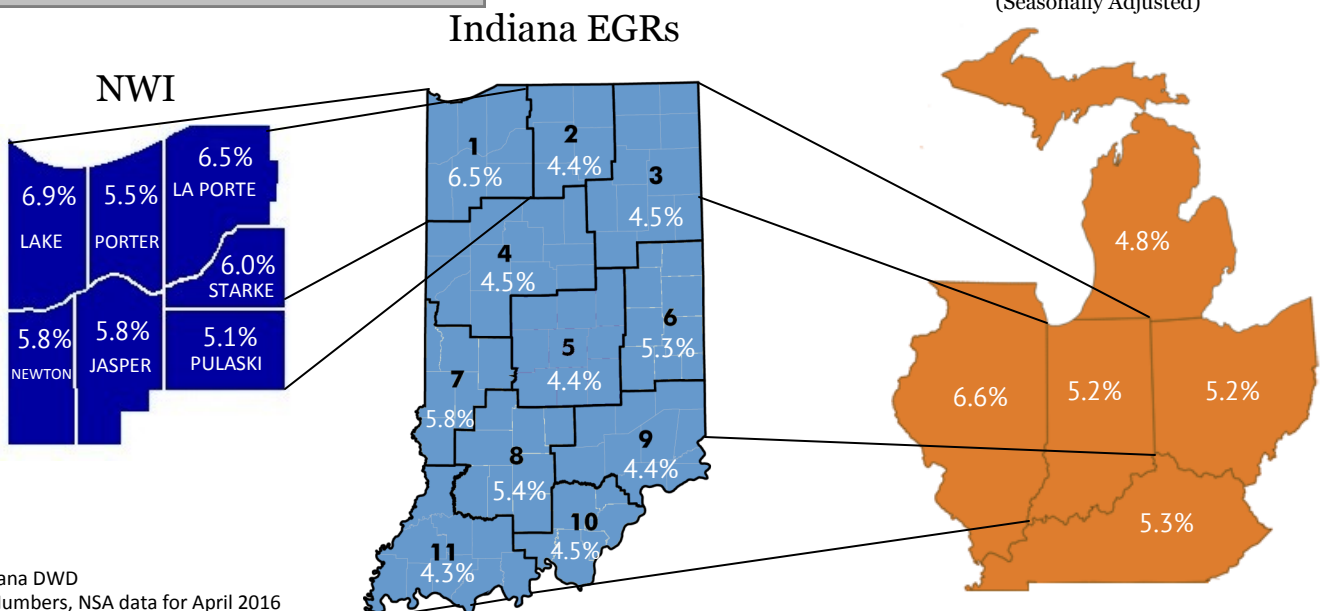 (Seasonally Adjusted)
Indiana EGRs
NWI
6.5%
LA PORTE
6.9%
LAKE
5.5%
PORTER
6.0%
STARKE
5.8%
NEWTON
5.8%
JASPER
5.1%
PULASKI
1
6.5%
2
4.4%
3
4.5%
4
4.5%
5
4.4%
6
5.3%
7
5.8%
8
5.4%
9
4.4%
10
4.5%
11
4.3%
4.8%
6.6%
5.2%
5.2%
5.3%
ana DWD
umbers, NSA data for April 2016